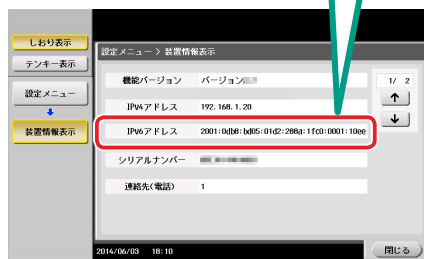 しおり表示
テンキー表示
設定メニュー
装置情報表示
設定メニュー > 装置情報表示
機能バージョン バージョン
1/ 2
IPv4アドレス 192.168.1.20
IPv6アドレス 2001:0db8:bd05:01d2:288a:1fc0:0001:10ee
シリアルナンバー
連絡先(電話) 1
2014/06/03 18:10
閉じる